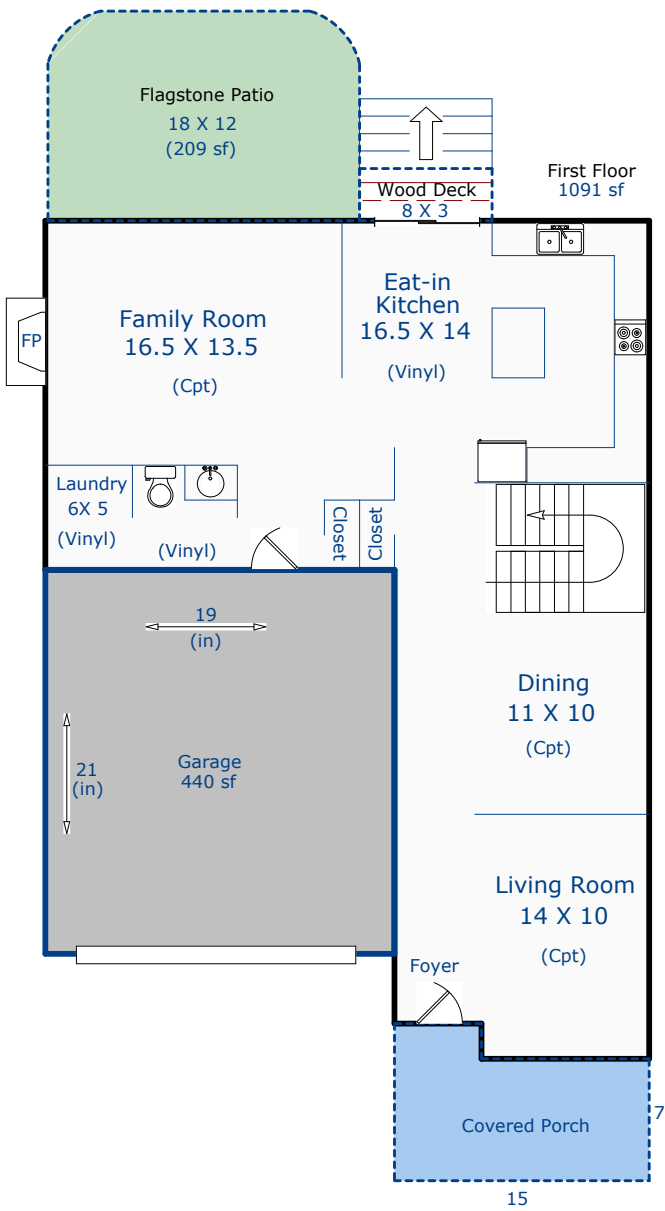 Flagstone Patio
18 X 12
(209 sf)
First Floor
1091 sf
Wood Deck
8 X 3
Family Room
16.5 X 13.5
(Cpt)
Eat-in
Kitchen
16.5 X 14
(Vinyl)
FP
Laundry
6X 5
(Vinyl)
(Vinyl)
Closet
Closet
19
(in)
21
(in)
Garage
440 sf
Dining
11 X 10
(Cpt)
Living Room
14 X 10
(Cpt)
Foyer
Covered Porch
7
15